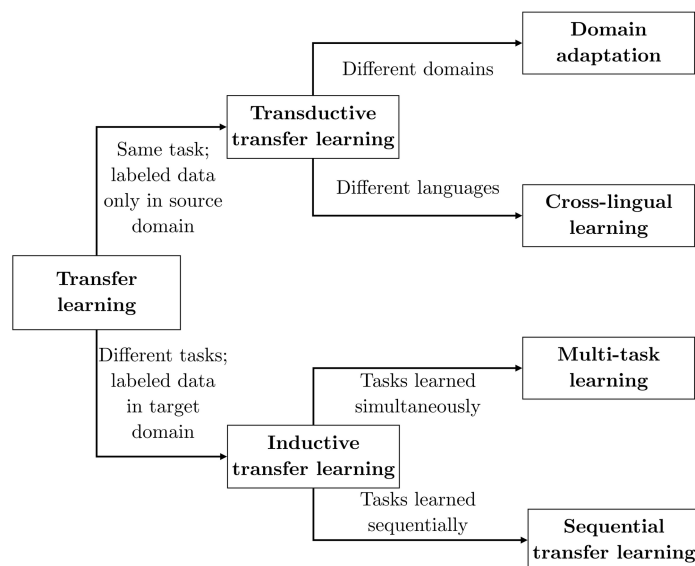 Domain
adaptation
Different domains
Transductive
transfer learning
Same task;
labeled data
only in source
domain
Different languages
Cross-lingual
learning
Transfer
learning
Different tasks;
labeled data
in target
domain
Multi-task
learning
Tasks learned
simultaneously
Inductive
transfer learning
Tasks learned
sequentially
Sequential
transfer learning